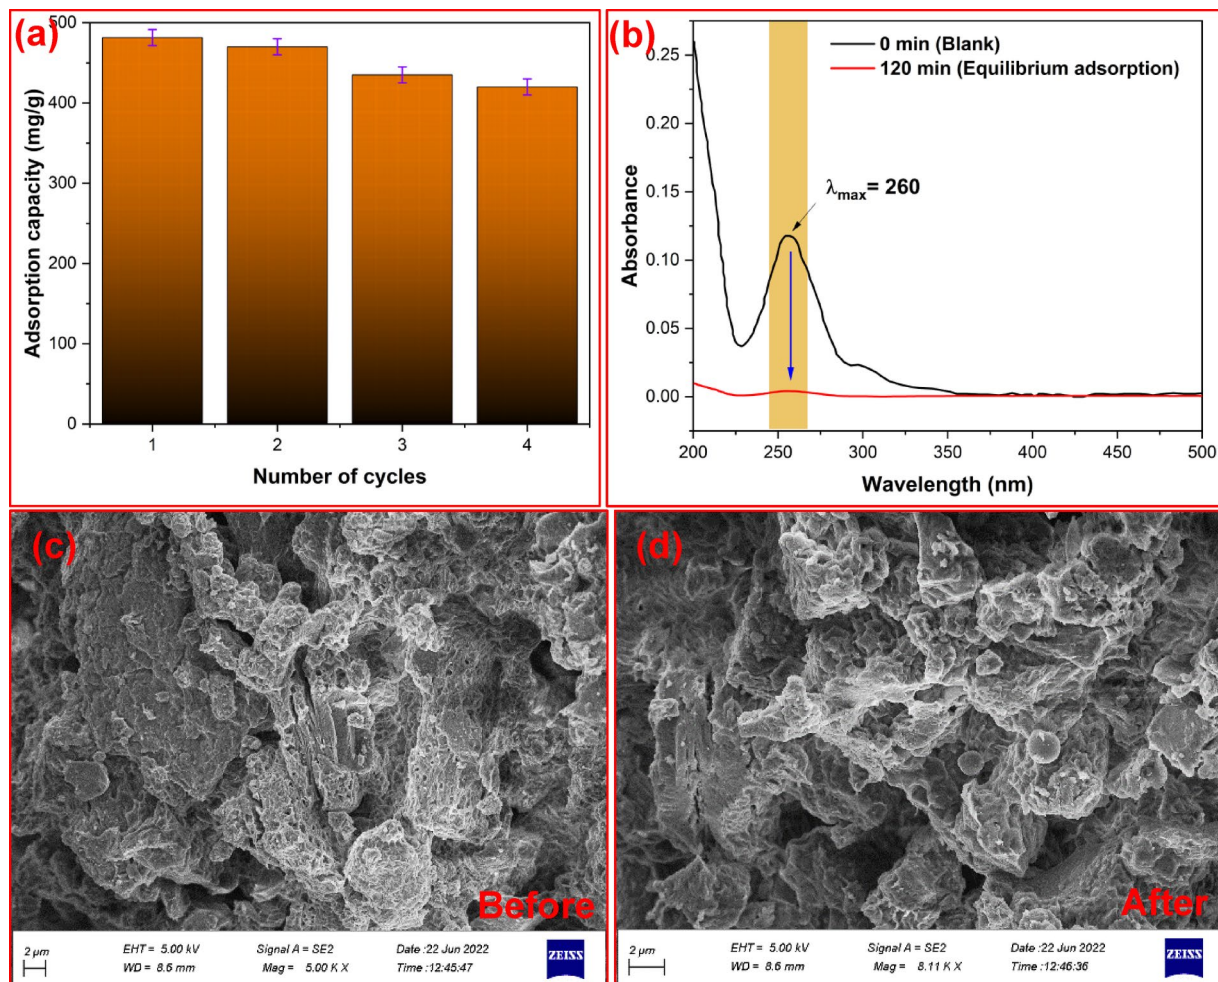 (a)
500
400
300
200
100
0
Adsorption capacity (mg/g)
1 2 3 4
Number of cycles
(b)
0 min (Blank)
120 min (Equilibrium adsorption)
λmax= 260
0.25
0.20
0.15
0.10
0.05
0.00
Absorbance
200 250 300 350 400 450 500
Wavelength (nm)
(c)
Before
2 µm
EHT = 5.00 kV Signal A = SE2 Date :22 Jun 2022
WD = 8.6 mm Mag = 5.00 K X Time :12:45:47
ZEISS
(d)
After
2 µm
EHT = 5.00 kV Signal A = SE2 Date :22 Jun 2022
WD = 8.6 mm Mag = 8.11 K X Time :12:46:36
ZEISS